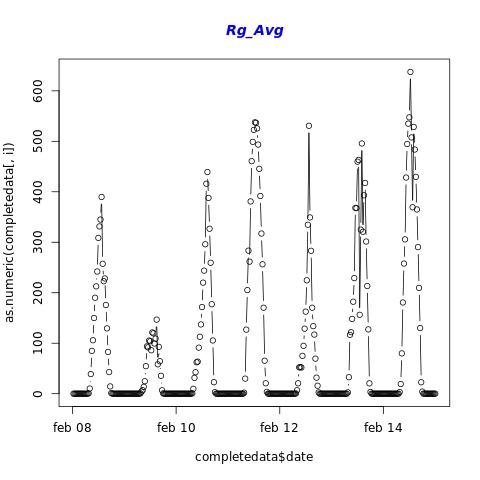 Rg_Avg
as.numeric(completedata[, i])
600
500
400
300
200
100
0
feb 08
feb 10
feb 12
feb 14
completedata$date